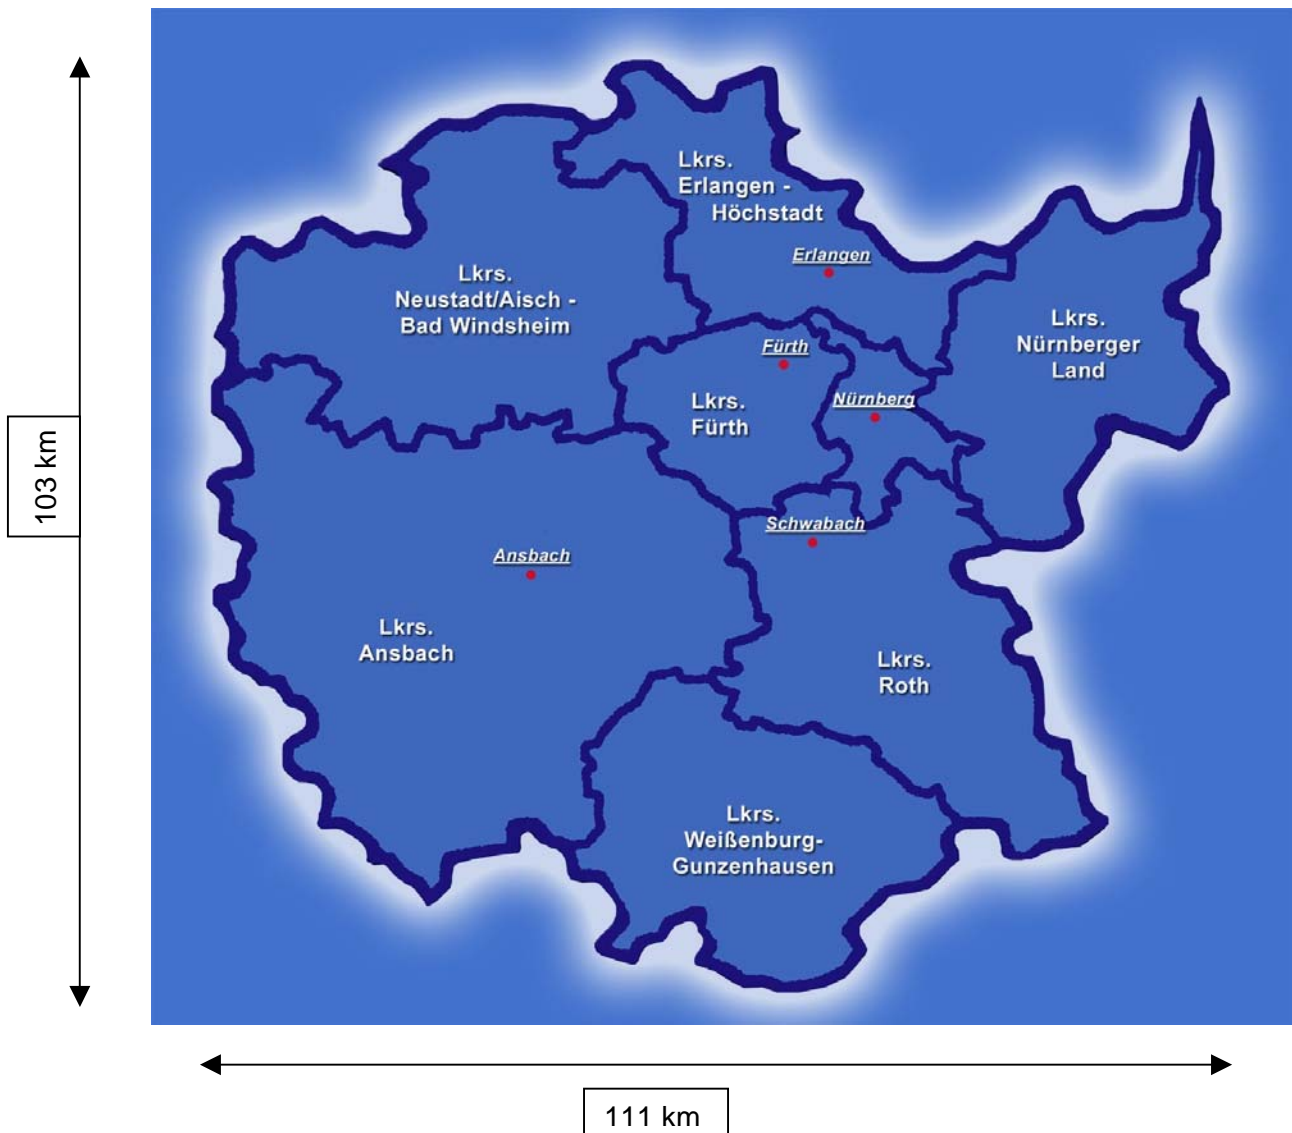 Lkrs.
Erlangen -
Höchstadt
Erlangen
Lkrs.
Neustadt/Aisch -
Bad Windsheim
Lkrs.
Nürnberger
Land
Fürth
Lkrs.
Fürth
Nürnberg
103 km
Schwabach
Ansbach
Lkrs.
Ansbach
Lkrs.
Roth
Lkrs.
Weißenburg-
Gunzenhausen
111 km